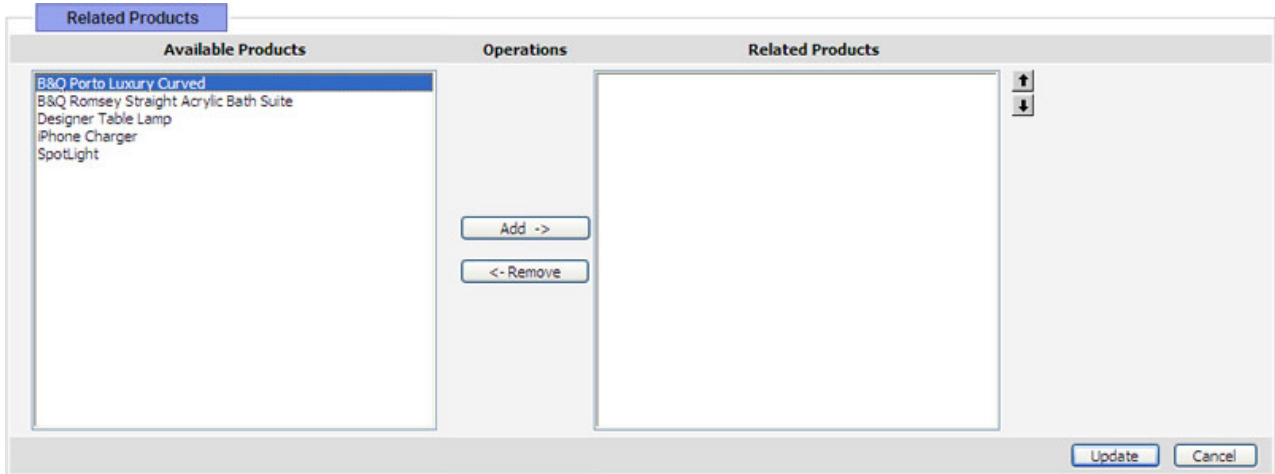 Related Products
Available Products Operations Related Products
B&Q Porto Luxury Curved
B&Q Romsey Straight Acrylic Bath Suite
Designer Table Lamp
iPhone Charger
SpotLight
Add ->
<- Remove
Update Cancel